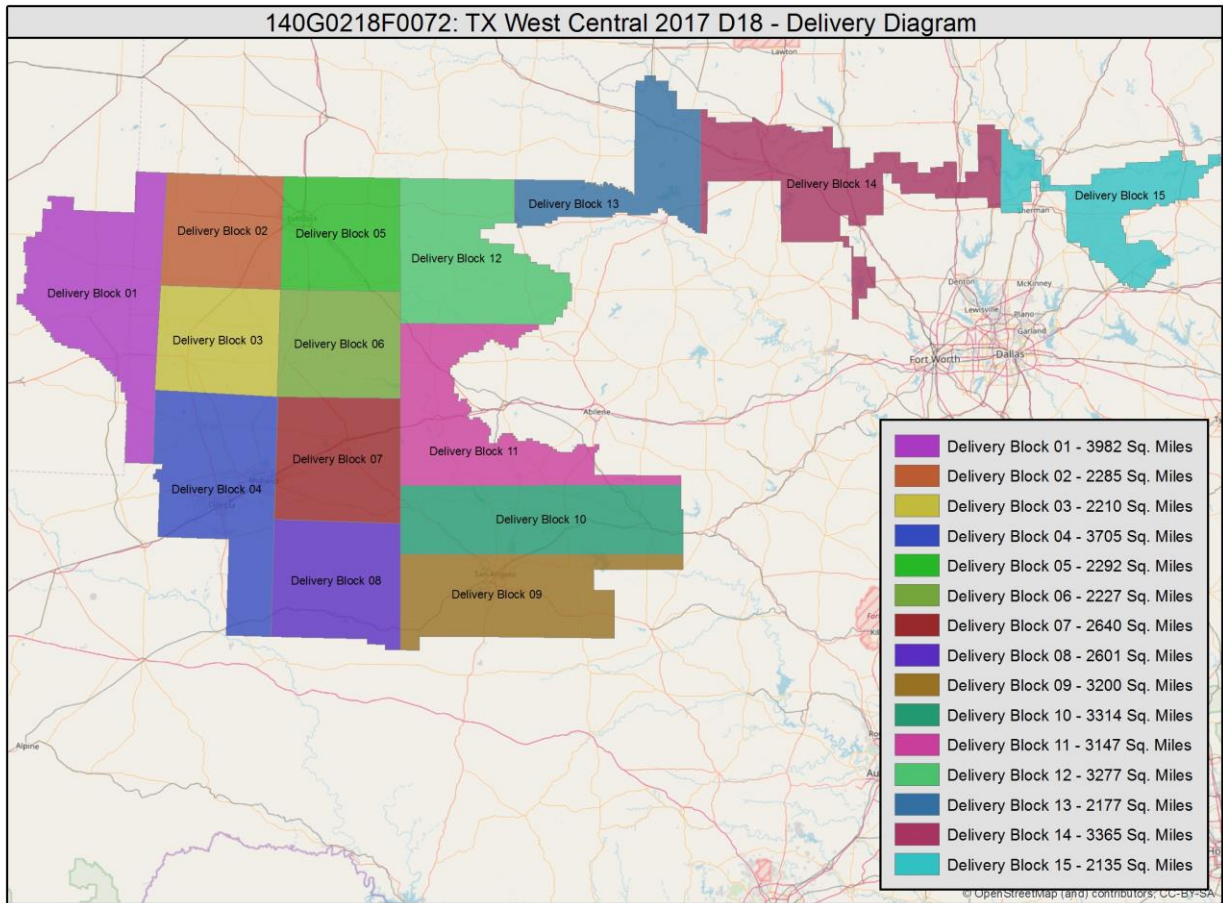 140G0218F0072: TX West Central 2017 D18 - Delivery Diagram
Lawton
Delivery Block 14
Delivery Block 15
Delivery Block 13
Sherman
Delivery Block 02
Delivery Block 05
Delivery Block 12
Delivery Block 01
Denton
McKinney
Lewisville
Plano
Garland
Delivery Block 03
Delivery Block 06
Fort Worth
Dallas
Abilene
Delivery Block 11
Delivery Block 07
Delivery Block 04
Delivery Block 10
Delivery Block 08
Delivery Block 09
Alpine
Delivery Block 01 - 3982 Sq. Miles
Delivery Block 02 - 2285 Sq. Miles
Delivery Block 03 - 2210 Sq. Miles
Delivery Block 04 - 3705 Sq. Miles
Delivery Block 05 - 2292 Sq. Miles
Delivery Block 06 - 2227 Sq. Miles
Delivery Block 07 - 2640 Sq. Miles
Delivery Block 08 - 2601 Sq. Miles
Delivery Block 09 - 3200 Sq. Miles
Delivery Block 10 - 3314 Sq. Miles
Delivery Block 11 - 3147 Sq. Miles
Delivery Block 12 - 3277 Sq. Miles
Delivery Block 13 - 2177 Sq. Miles
Delivery Block 14 - 3365 Sq. Miles
Delivery Block 15 - 2135 Sq. Miles
© OpenStreetMap (and) contributors, CC-BY-SA